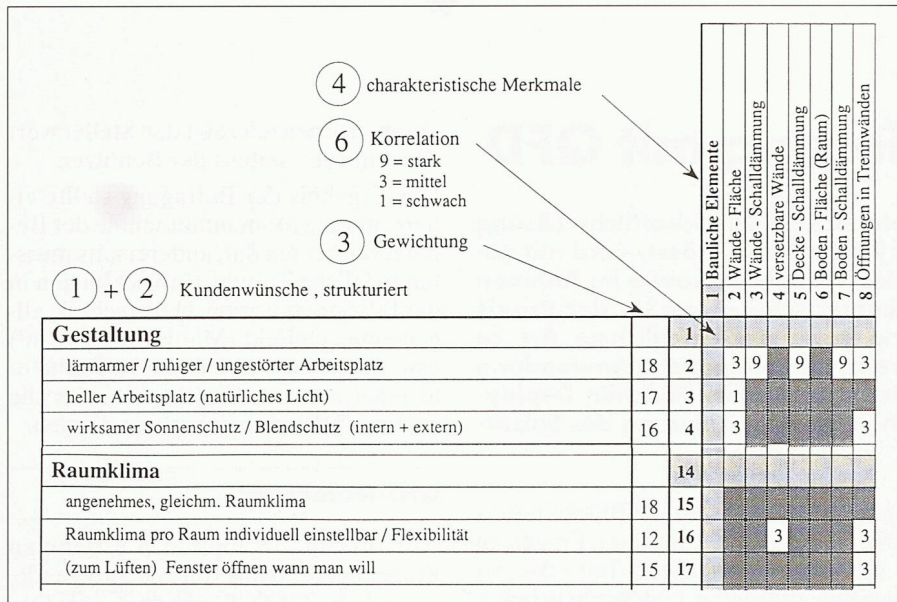 4 charakteristische Merkmale
6 Korrelation
9 = stark
3 = mittel
1 = schwach
3 Gewichtung
1 + 2 Kundenwünsche , strukturiert
1 Bauliche Elemente
2 Wände - Fläche
3 Wände - Schalldämmung
4 versetzbare Wände
5 Decke - Schalldämmung
6 Boden - Fläche (Raum)
7 Boden - Schalldämmung
8 Öffnungen in Trennwänden
Gestaltung 1
lärmarmer / ruhiger / ungestörter Arbeitsplatz 18 2 3 9 9 9 3
heller Arbeitsplatz (natürliches Licht) 17 3 1
wirksamer Sonnenschutz / Blendschutz (intern + extern) 16 4 3 3
Raumklima 14
angenehmes, gleichm. Raumklima 18 15
Raumklima pro Raum individuell einstellbar / Flexibilität 12 16 3 3
(zum Lüften) Fenster öffnen wann man will 15 17 3